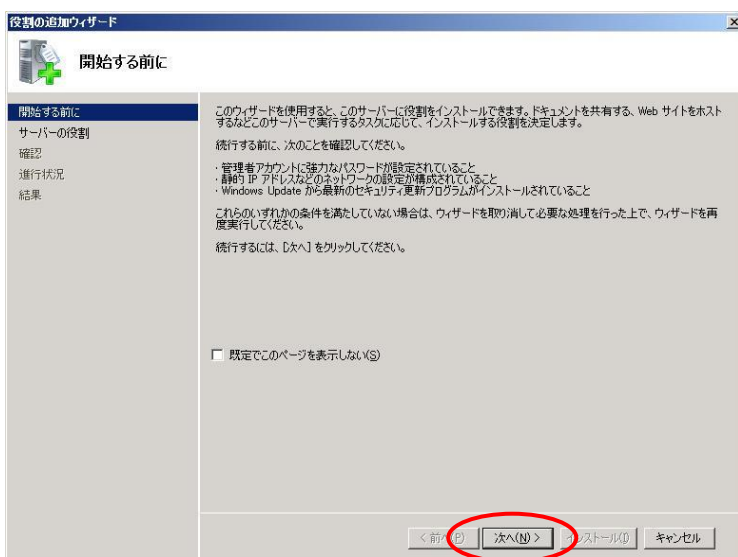 役割の追加ウィザード
開始する前に
開始する前に
サーバーの役割
確認
進行状況
結果
このウィザードを使用すると、このサーバーに役割をインストールできます。ドキュメントを共有する、Web サイトをホスト
するなどこのサーバーで実行するタスクに応じて、インストールする役割を決定します。
続行する前に、次のことを確認してください。
・管理者アカウントに強力なパスワードが設定されていること
・静的 IP アドレスなどのネットワークの設定が構成されていること
・Windows Update から最新のセキュリティ更新プログラムがインストールされていること
これらのいずれかの条件を満たしていない場合は、ウィザードを取り消して必要な処理を行った上で、ウィザードを再
度実行してください。
続行するには、[次へ] をクリックしてください。
既定でこのページを表示しない(S)
< 前へ(P) 次へ(N) > インストール(I) キャンセル